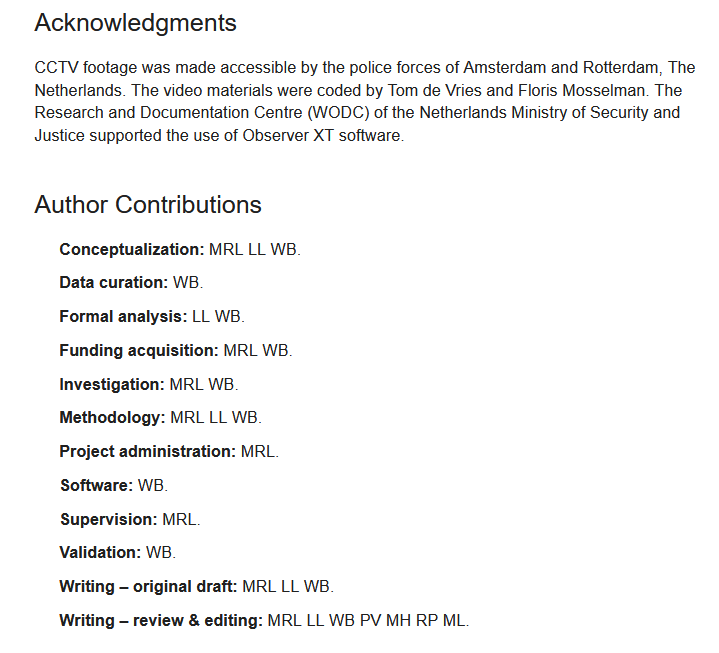 Acknowledgments
CCTV footage was made accessible by the police forces of Amsterdam and Rotterdam, The
Netherlands. The video materials were coded by Tom de Vries and Floris Mosselman. The
Research and Documentation Centre (WODC) of the Netherlands Ministry of Security and
Justice supported the use of Observer XT software.
Author Contributions
Conceptualization: MRL LL WB.
Data curation: WB.
Formal analysis: LL WB.
Funding acquisition: MRL WB.
Investigation: MRL WB.
Methodology: MRL LL WB.
Project administration: MRL.
Software: WB.
Supervision: MRL.
Validation: WB.
Writing – original draft: MRL LL WB.
Writing – review & editing: MRL LL WB PV MH RP ML.